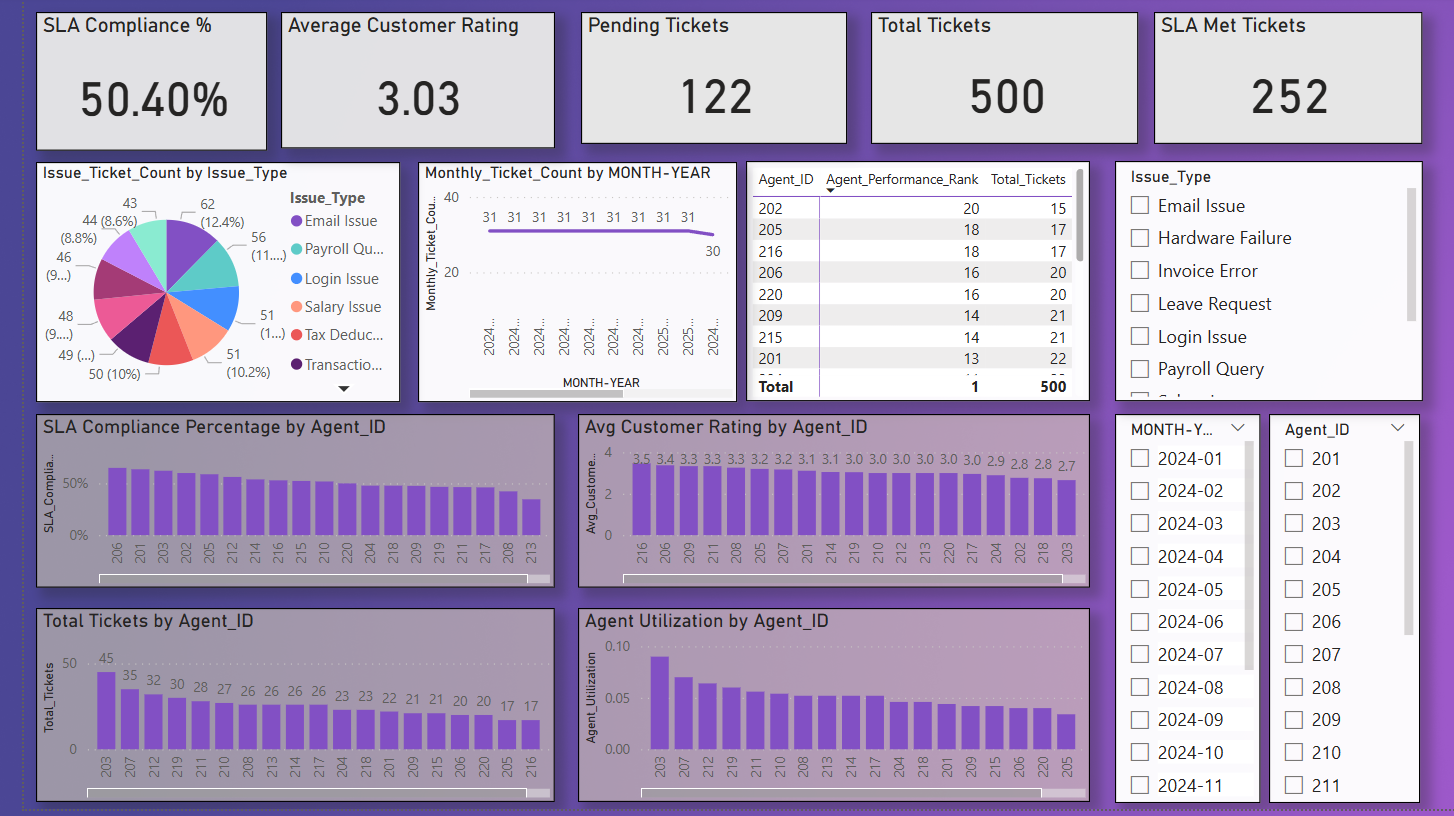 SLA Compliance %
50.40%
Average Customer Rating
3.03
Pending Tickets
122
Total Tickets
500
SLA Met Tickets
252
Issue_Ticket_Count by Issue_Type
43
62
(12.4%)
44 (8.6%)
(8.8%)
56
(11....)
46
(9...)
51
(1...)
48
(9....)
51
(10.2%)
49 (...)
50 (10%)
Issue_Type
Email Issue
Payroll Qu...
Login Issue
Salary Issue
Tax Deduc...
Transactio...
Monthly_Ticket_Count by MONTH-YEAR
Monthly_Ticket_Cou...
40
20
31 31 31 31 31 31 31 31 31
30
2024... 2024... 2024... 2024... 2024... 2024... 2024... 2025... 2025... 2024...
MONTH-YEAR
Agent_ID Agent_Performance_Rank Total_Tickets
202 20 15
205 18 17
216 18 17
206 16 20
220 16 20
209 14 21
215 14 21
201 13 22
Total 1 500
Issue_Type
Email Issue
Hardware Failure
Invoice Error
Leave Request
Login Issue
Payroll Query
SLA Compliance Percentage by Agent_ID
SLA_Complia...
50%
0%
206 201 203 202 205 212 214 216 215 210 220 204 218 219 211 217 208 213
Avg Customer Rating by Agent_ID
Avg_Custome...
4
2
0
3.5 3.4 3.3 3.3 3.3 3.2 3.2 3.1 3.1 3.0 3.0 3.0 3.0 3.0 3.0 2.9 2.8 2.8 2.7
216 206 209 211 208 205 207 201 214 219 210 212 213 220 217 204 202 218 203
MONTH-Y...
2024-01
2024-02
2024-03
2024-04
2024-05
2024-06
2024-07
2024-08
2024-09
2024-10
2024-11
Agent_ID
201
202
203
204
205
206
207
208
209
210
211
Total Tickets by Agent_ID
Total_Tickets
50
0
45 35 32 30 28 27 26 26 26 26 23 23 22 21 21 20 20 17 17
203 207 212 219 211 210 208 213 214 217 204 218 201 209 215 206 220 205 216
Agent Utilization by Agent_ID
Agent_Utilization
0.10
0.05
0.00
203 207 212 219 211 210 208 213 214 217 204 218 201 209 215 206 220 205